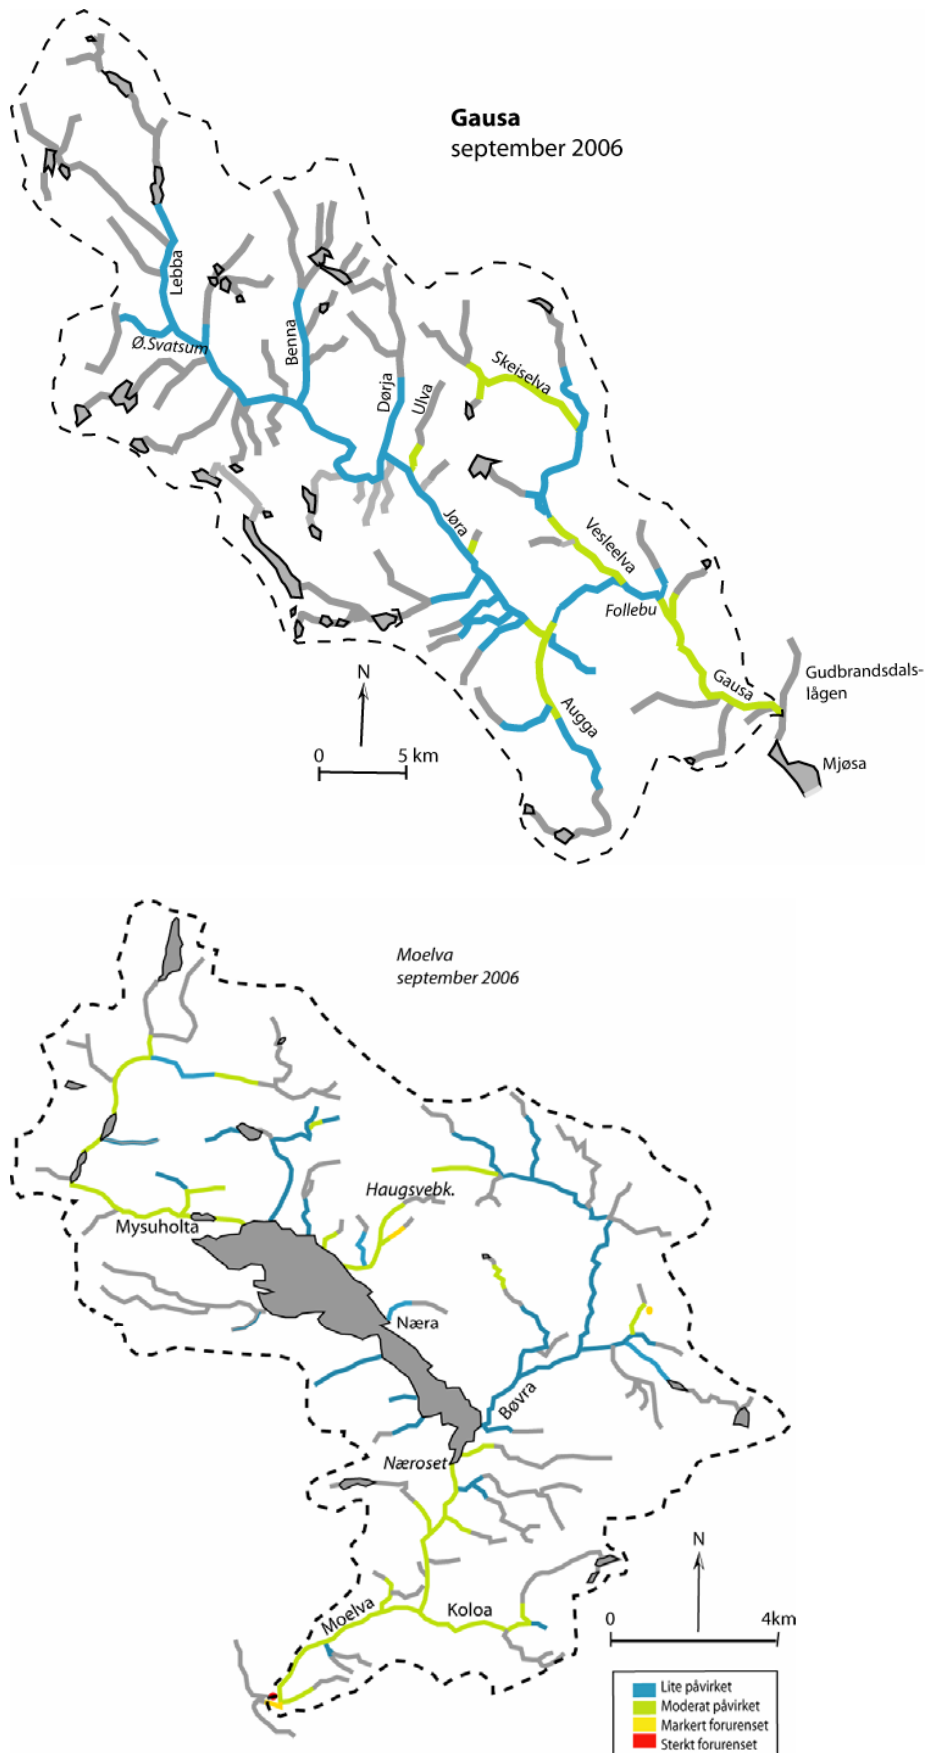 Gausa
september 2006
Lebba
Ø.Svatsum
Benna
Dørja
Ulva
Skeiselva
Jøra
Vesleelva
Follebu
Gausa
Gudbrandsdals-
lågen
Augga
N
0 5 km
Mjøsa
Moelva
september 2006
Haugsvebk.
Mysuholta
Næra
Bøvra
Næroset
N
Moelva
Koloa
0 4km
Lite påvirket
Moderat påvirket
Markert forurenset
Sterkt forurenset